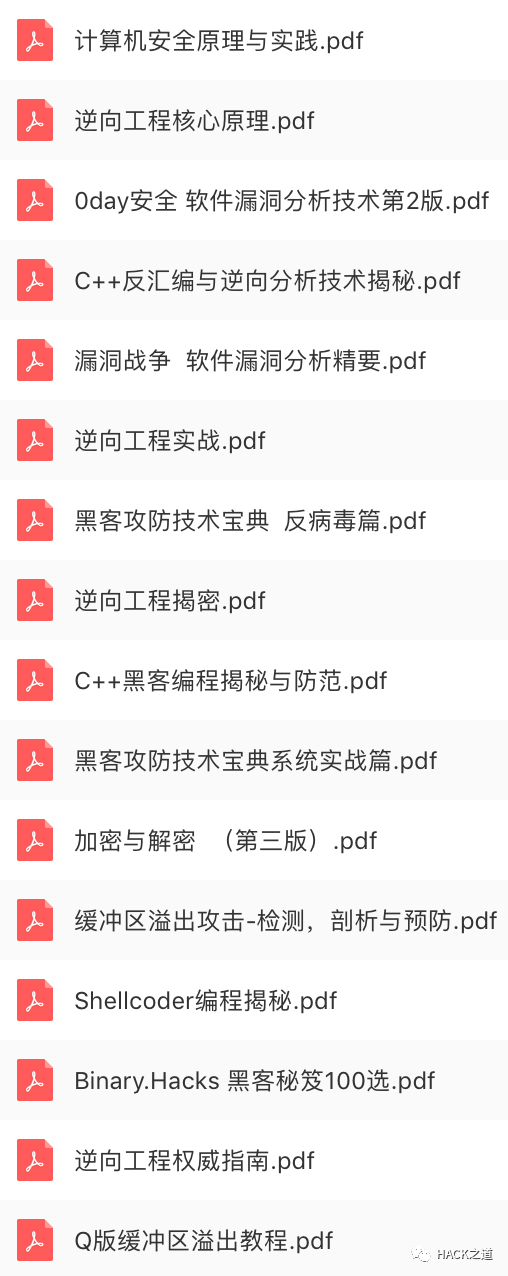 计算机安全原理与实践.pdf
逆向工程核心原理.pdf
0day安全 软件漏洞分析技术第2版.pdf
C++反汇编与逆向分析技术揭秘.pdf
漏洞战争 软件漏洞分析精要.pdf
逆向工程实战.pdf
黑客攻防技术宝典 反病毒篇.pdf
逆向工程揭密.pdf
C++黑客编程揭秘与防范.pdf
黑客攻防技术宝典系统实战篇.pdf
加密与解密 （第三版）.pdf
缓冲区溢出攻击-检测，剖析与预防.pdf
Shellcoder编程揭秘.pdf
Binary.Hacks 黑客秘笈100选.pdf
逆向工程权威指南.pdf
Q版缓冲区溢出教程.pdf
HACK之道